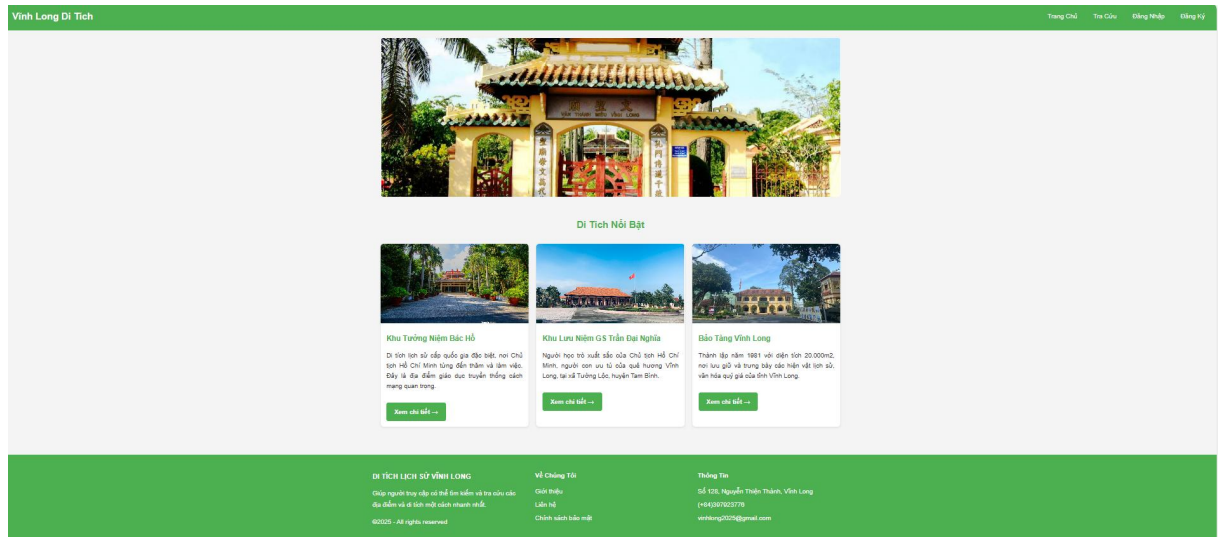 Vĩnh Long Di Tích
Trang Chủ
Tra Cứu
Đăng Nhập
Đăng Ký
廟聖文
VĂN THÁNH MIẾU VĨNH LONG
Di Tích Nổi Bật
Khu Tưởng Niệm Bác Hồ
Di tích lịch sử cấp quốc gia đặc biệt, nơi Chủ
tịch Hồ Chí Minh từng đến thăm và làm việc.
Đây là địa điểm giáo dục truyền thống cách
mạng quan trọng.
Xem chi tiết →
Khu Lưu Niệm GS Trần Đại Nghĩa
Người học trò xuất sắc của Chủ tịch Hồ Chí
Minh, người con ưu tú của quê hương Vĩnh
Long, tại xã Tường Lộc, huyện Tam Bình.
Xem chi tiết →
Bảo Tàng Vĩnh Long
Thành lập năm 1981 với diện tích 20.000m2,
nơi lưu giữ và trưng bày các hiện vật lịch sử,
văn hóa quý giá của tỉnh Vĩnh Long.
Xem chi tiết →
DI TÍCH LỊCH SỬ VĨNH LONG
Giúp người truy cập có thể tìm kiếm và tra cứu các
địa điểm và di tích một cách nhanh nhất.
©2025 - All rights reserved
Về Chúng Tôi
Giới thiệu
Liên hệ
Chính sách bảo mật
Thông Tin
Số 128, Nguyễn Thiện Thành, Vĩnh Long
(+84)397923776
vinhlong2025@gmail.com